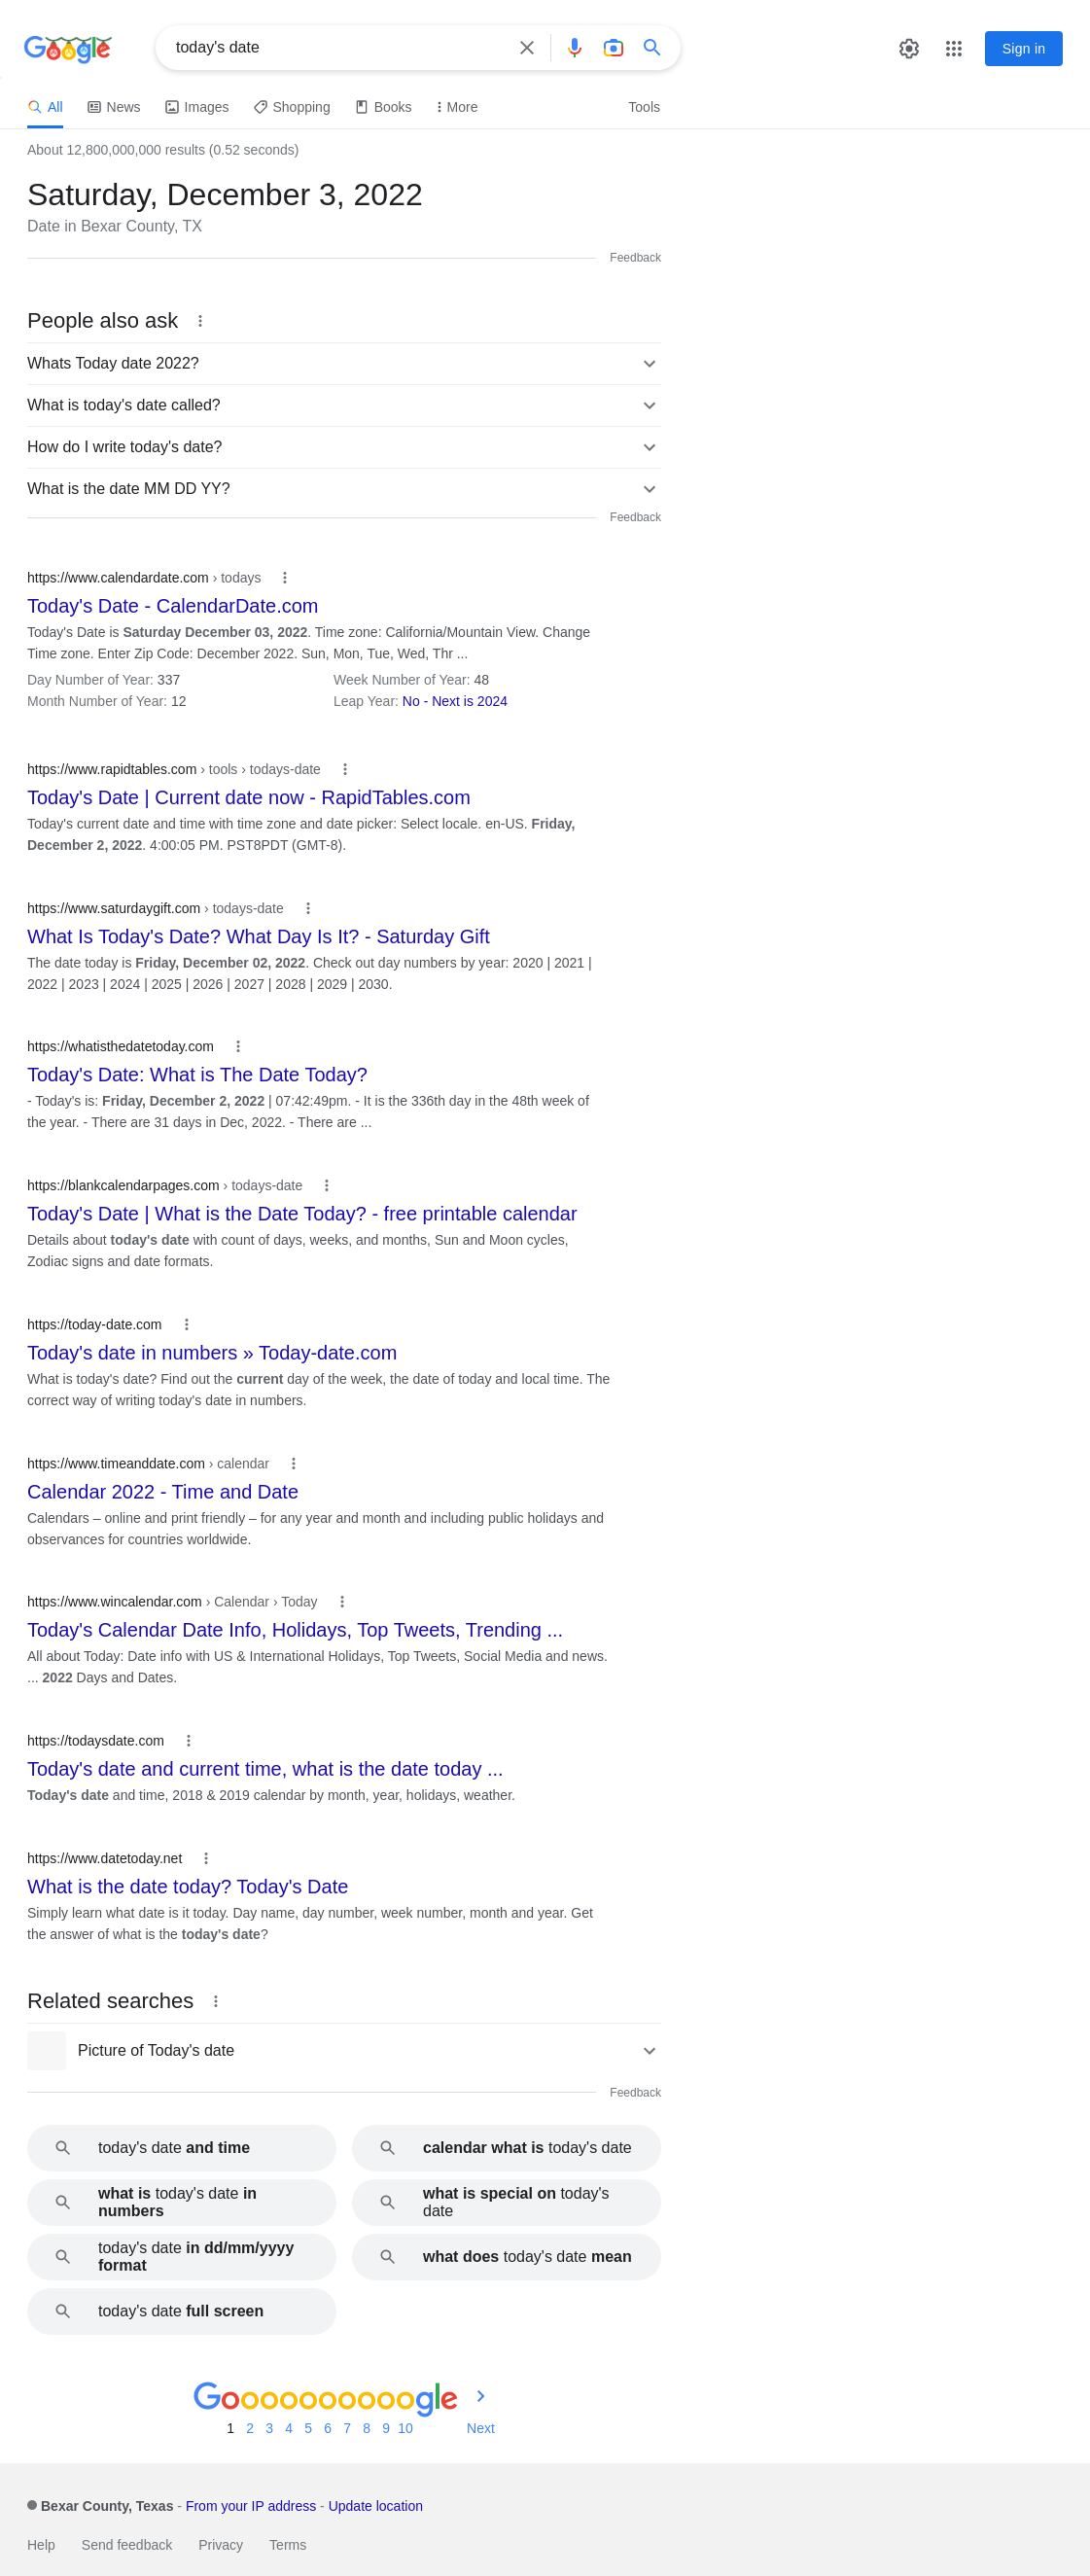 Google
today's date
Sign in
All News Images Shopping Books More Tools
About 12,800,000,000 results (0.52 seconds)
Saturday, December 3, 2022
Date in Bexar County, TX
Feedback
People also ask
Whats Today date 2022?
What is today's date called?
How do I write today's date?
What is the date MM DD YY?
Feedback
https://www.calendardate.com › todays
Today's Date - CalendarDate.com
Today's Date is Saturday December 03, 2022. Time zone: California/Mountain View. Change
Time zone. Enter Zip Code: December 2022. Sun, Mon, Tue, Wed, Thr ...
Day Number of Year: 337 Week Number of Year: 48
Month Number of Year: 12 Leap Year: No - Next is 2024
https://www.rapidtables.com › tools › todays-date
Today's Date | Current date now - RapidTables.com
Today's current date and time with time zone and date picker: Select locale. en-US. Friday,
December 2, 2022. 4:00:05 PM. PST8PDT (GMT-8).
https://www.saturdaygift.com › todays-date
What Is Today's Date? What Day Is It? - Saturday Gift
The date today is Friday, December 02, 2022. Check out day numbers by year: 2020 | 2021 |
2022 | 2023 | 2024 | 2025 | 2026 | 2027 | 2028 | 2029 | 2030.
https://whatisthedatetoday.com
Today's Date: What is The Date Today?
- Today's is: Friday, December 2, 2022 | 07:42:49pm. - It is the 336th day in the 48th week of
the year. - There are 31 days in Dec, 2022. - There are ...
https://blankcalendarpages.com › todays-date
Today's Date | What is the Date Today? - free printable calendar
Details about today's date with count of days, weeks, and months, Sun and Moon cycles,
Zodiac signs and date formats.
https://today-date.com
Today's date in numbers » Today-date.com
What is today's date? Find out the current day of the week, the date of today and local time. The
correct way of writing today's date in numbers.
https://www.timeanddate.com › calendar
Calendar 2022 - Time and Date
Calendars – online and print friendly – for any year and month and including public holidays and
observances for countries worldwide.
https://www.wincalendar.com › Calendar › Today
Today's Calendar Date Info, Holidays, Top Tweets, Trending ...
All about Today: Date info with US & International Holidays, Top Tweets, Social Media and news.
... 2022 Days and Dates.
https://todaysdate.com
Today's date and current time, what is the date today ...
Today's date and time, 2018 & 2019 calendar by month, year, holidays, weather.
https://www.datetoday.net
What is the date today? Today's Date
Simply learn what date is it today. Day name, day number, week number, month and year. Get
the answer of what is the today's date?
Related searches
Picture of Today's date
Feedback
today's date and time
calendar what is today's date
what is today's date in
numbers
what is special on today's
date
today's date in dd/mm/yyyy
format
what does today's date mean
today's date full screen
Goooooooooogle
1 2 3 4 5 6 7 8 9 10 Next
Bexar County, Texas - From your IP address - Update location
Help Send feedback Privacy Terms